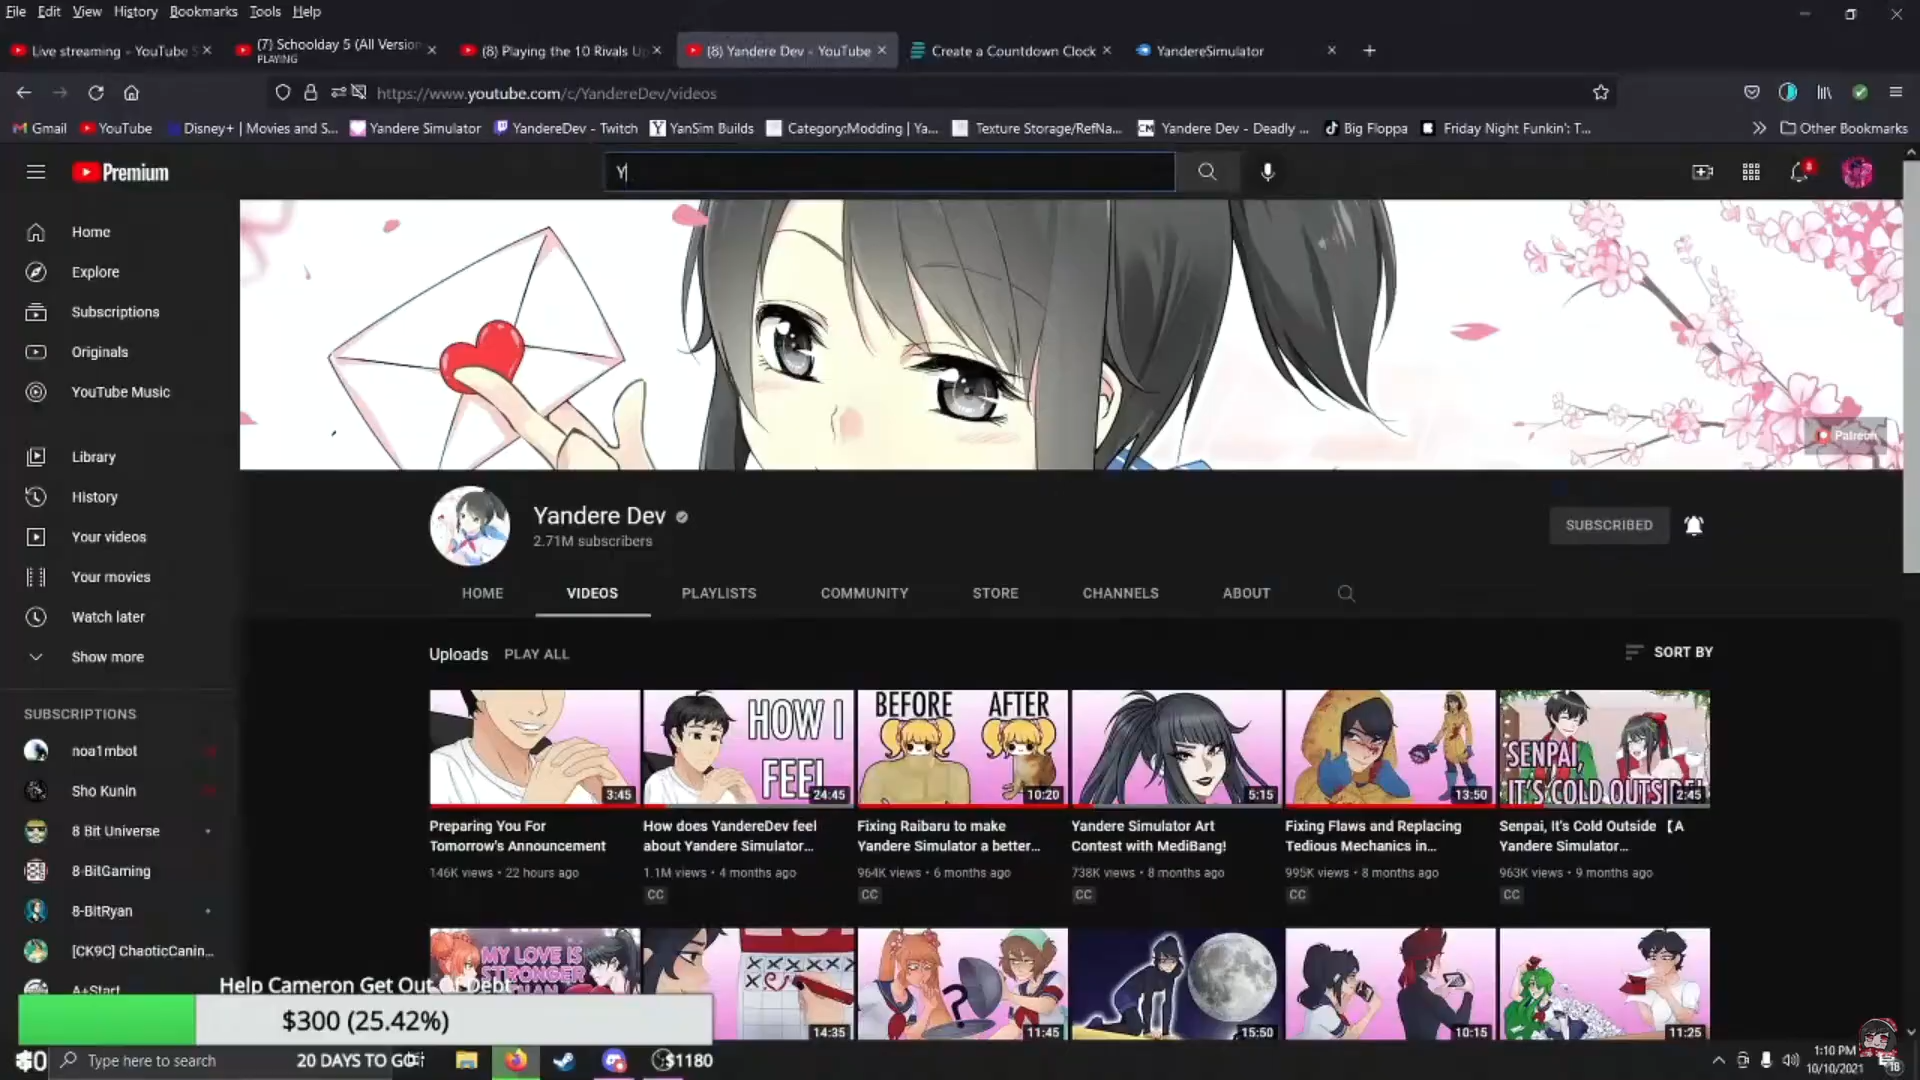 File Edit View History Bookmarks Tools Help
Live streaming - YouTube S
(7) Schoolday 5 (All Version
PLAYING
(8) Playing the 10 Rivals U
(8) Yandere Dev - YouTube
Create a Countdown Clock
YandereSimulator
https://www.youtube.com/c/YandereDev/videos
Gmail YouTube Disney+ | Movies and S... Yandere Simulator YandereDev - Twitch YanSim Builds Category:Modding | Ya... Texture Storage/RefNa... Yandere Dev - Deadly ... Big Floppa Friday Night Funkin': T... Other Bookmarks
Premium
Y
8
Home
Explore
Subscriptions
Originals
YouTube Music
Library
History
Your videos
Your movies
Watch later
Show more
SUBSCRIPTIONS
noa1mbot
Sho Kunin
8 Bit Universe
8-BitGaming
8-BitRyan
[CK9C] ChaoticCanin...
A+Start
Patreon
Yandere Dev
2.71M subscribers
SUBSCRIBED
HOME VIDEOS PLAYLISTS COMMUNITY STORE CHANNELS ABOUT
Uploads PLAY ALL
SORT BY
3:45
HOW I
FEEL
24:45
BEFORE AFTER
10:20
5:15
13:50
SENPAI,
IT'S COLD OUTSIDE!
2:45
Preparing You For
Tomorrow's Announcement
146K views • 22 hours ago
How does YandereDev feel
about Yandere Simulator...
1.1M views • 4 months ago
CC
Fixing Raibaru to make
Yandere Simulator a better...
964K views • 6 months ago
CC
Yandere Simulator Art
Contest with MediBang!
738K views • 8 months ago
CC
Fixing Flaws and Replacing
Tedious Mechanics in...
995K views • 8 months ago
CC
Senpai, It's Cold Outside 【A
Yandere Simulator...
963K views • 9 months ago
CC
MY LOVE IS
STRONGER
14:35
11:45
15:50
10:15
11:25
Help Cameron Get Out Of Debt
$300 (25.42%)
Type here to search
20 DAYS TO GO!
$1180
1:10 PM
10/10/2021
18